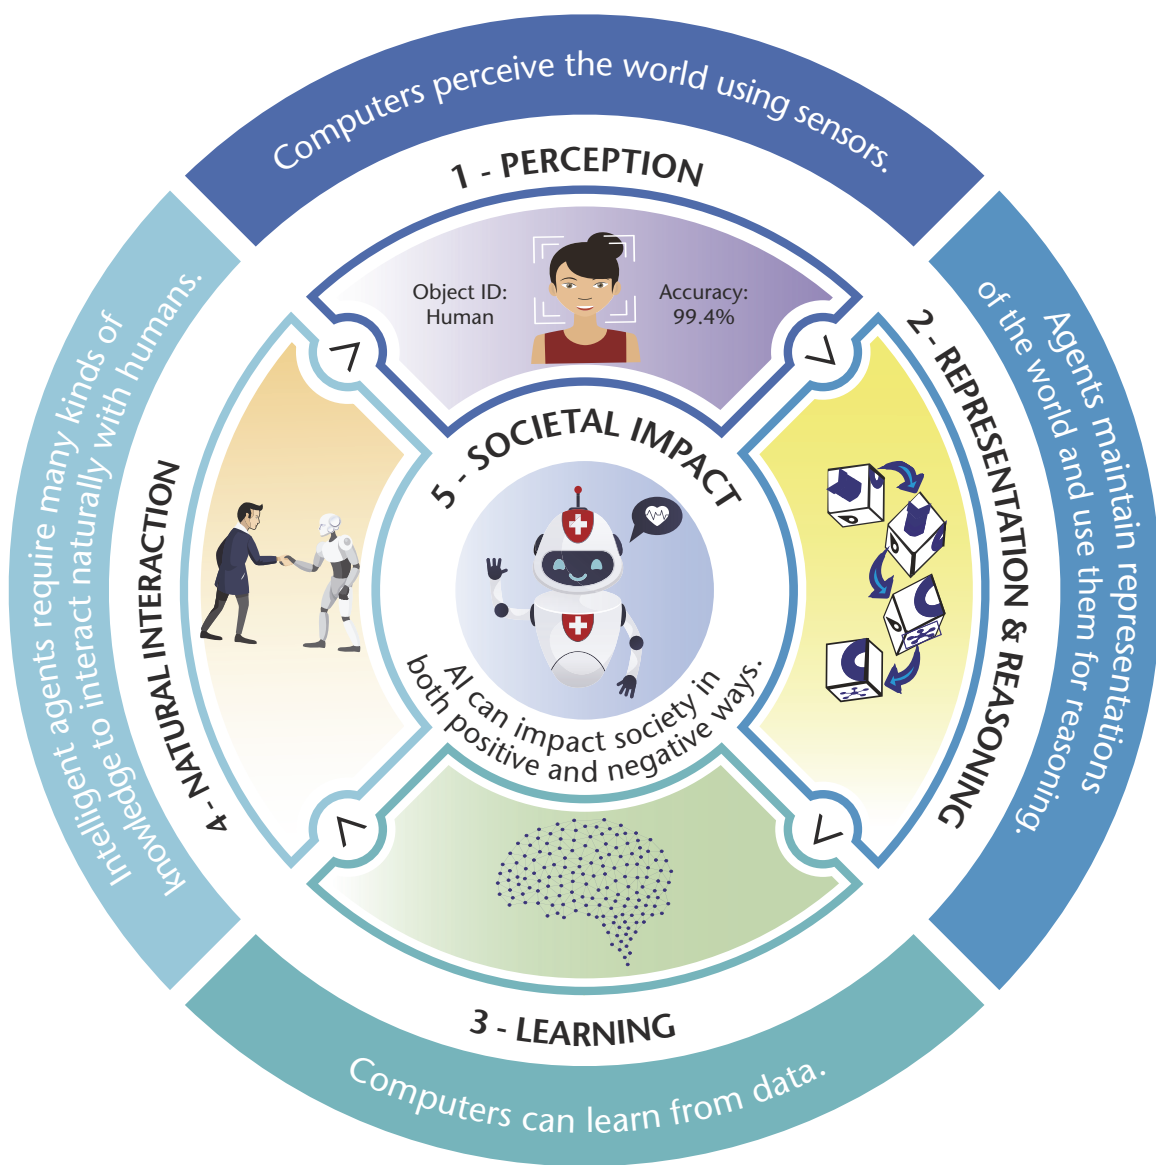 Computers perceive the world using sensors.
1 - PERCEPTION
Object ID:
Human
Accuracy:
99.4%
2 - REPRESENTATION & REASONING
Agents maintain representations
of the world and use them for reasoning.
3 - LEARNING
Computers can learn from data.
4 - NATURAL INTERACTION
Intelligent agents require many kinds of
knowledge to interact naturally with humans.
5 - SOCIETAL IMPACT
AI can impact society in
both positive and negative ways.